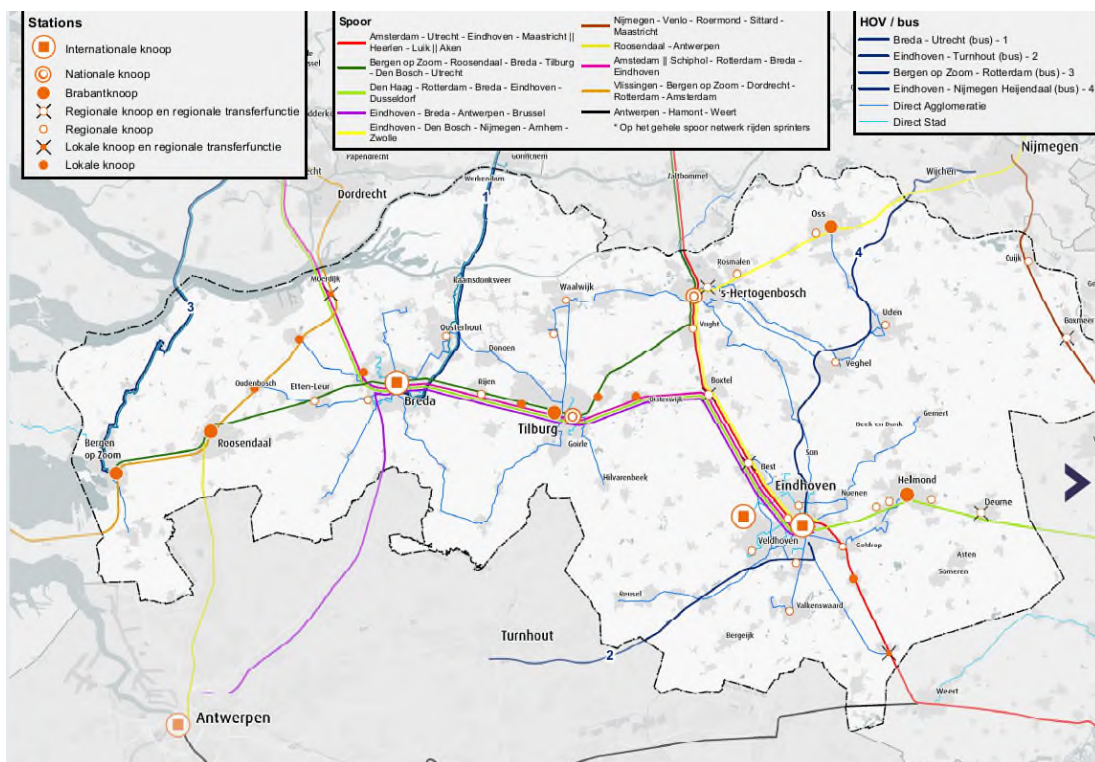 Stations
Internationale knoop
Nationale knoop
Brabantknoop
Regionale knoop en regionale transferfunctie
Regionale knoop
Lokale knoop en regionale transferfunctie
Lokale knoop
Spoor
Amsterdam - Utrecht - Eindhoven - Maastricht ||
Heerlen - Luik || Aken
Bergen op Zoom - Roosendaal - Breda - Tilburg
- Den Bosch - Utrecht
Den Haag - Rotterdam - Breda - Eindhoven -
Dusseldorf
Eindhoven - Breda - Antwerpen - Brussel
Eindhoven - Den Bosch - Nijmegen - Arnhem -
Zwolle
Nijmegen - Venlo - Roermond - Sittard -
Maastricht
Roosendaal - Antwerpen
Amstedam || Schiphol - Rotterdam - Breda -
Eindhoven
Vlissingen - Bergen op Zoom - Dordrecht -
Rotterdam - Amsterdam
Antwerpen - Hamont - Weert
* Op het gehele spoor netwerk rijden sprinters
HOV / bus
Breda - Utrecht (bus) - 1
Eindhoven - Turnhout (bus) - 2
Bergen op Zoom - Rotterdam (bus) - 3
Eindhoven - Nijmegen Heijendaal (bus) - 4
Direct Agglomeratie
Direct Stad
Nijmegen
Papendrecht
Gorinchem
Werkendam
Zaltbommel
Wijchen
Dordrecht
1
Oss
4
Cuijk
Rosmalen
Moerdijk
Raamsdonksveer
Waalwijk
's-Hertogenbosch
Boxmeer
3
Uden
Oosterhout
Vught
Dongen
Veghel
Oudenbosch
Etten-Leur
Rijen
Boxtel
Breda
Oisterwijk
Gemert
Tilburg
Beek en Donk
Bergen
op Zoom
Roosendaal
Goirle
Son
Best
Hilvarenbeek
Eindhoven
Nuenen
Helmond
Deurne
Veldhoven
Geldrop
Asten
Someren
Reusel
Valkenswaard
Turnhout
Bergeijk
2
Weert
Antwerpen